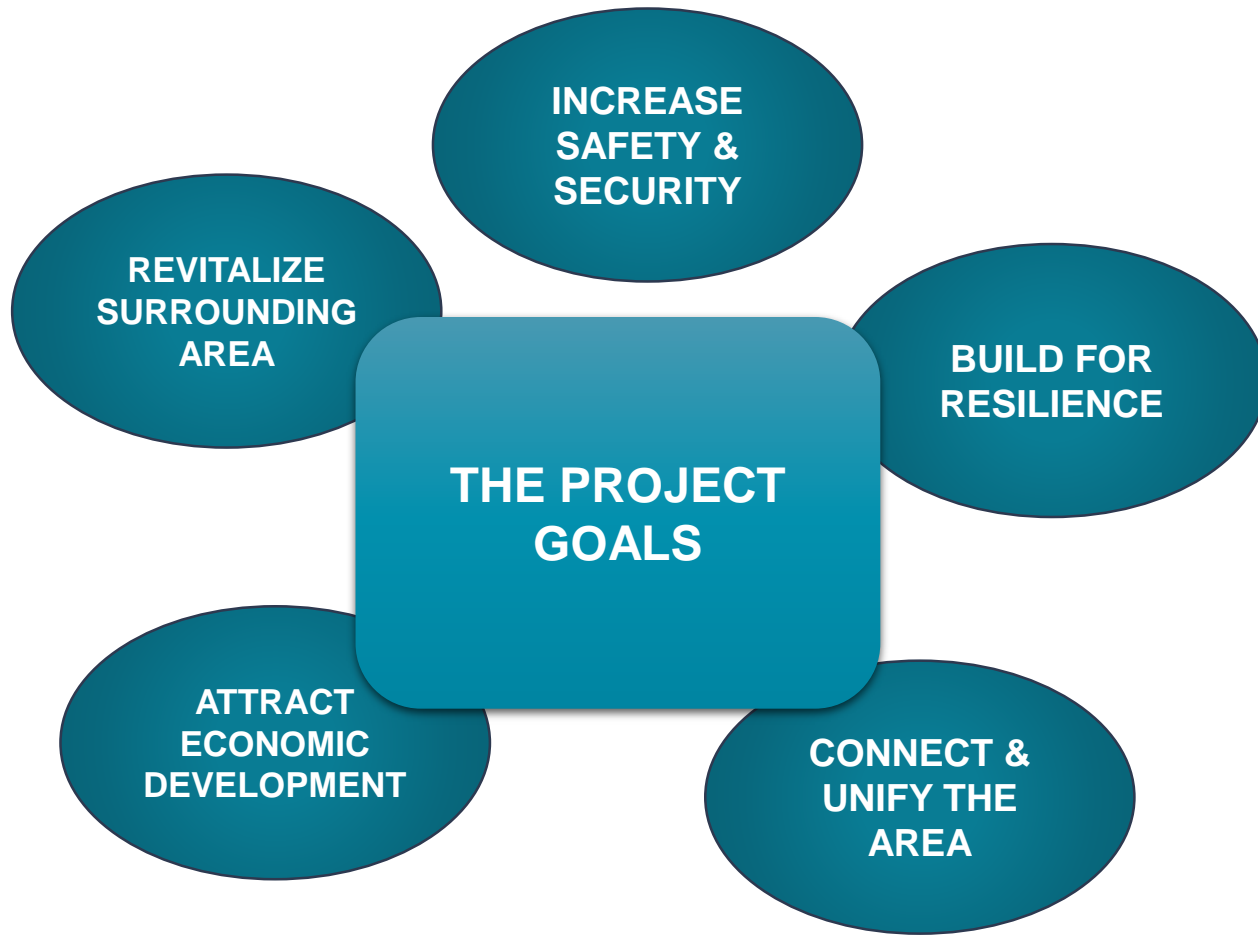 INCREASE
SAFETY &
SECURITY
REVITALIZE
SURROUNDING
AREA
BUILD FOR
RESILIENCE
THE PROJECT
GOALS
ATTRACT
ECONOMIC
DEVELOPMENT
CONNECT &
UNIFY THE
AREA